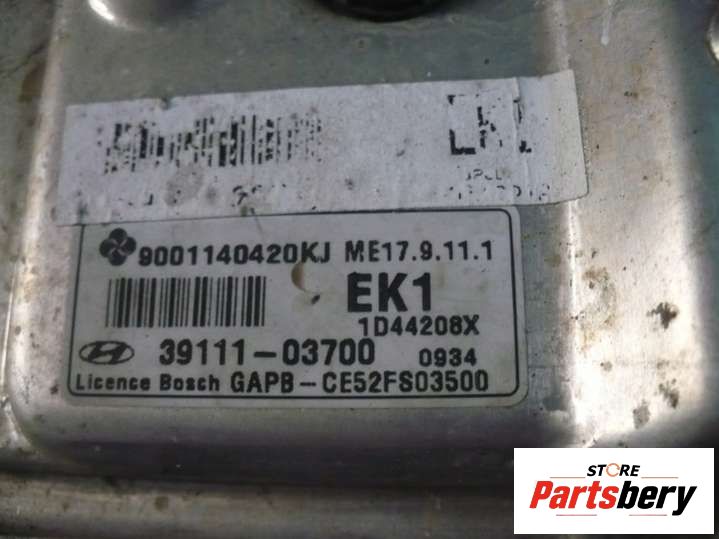 9001140420KJ ME17.9.11.1
EK1
1D44208X
39111-03700 0934
Licence Bosch GAPB-CE52FS03500
STORE
Partsbery